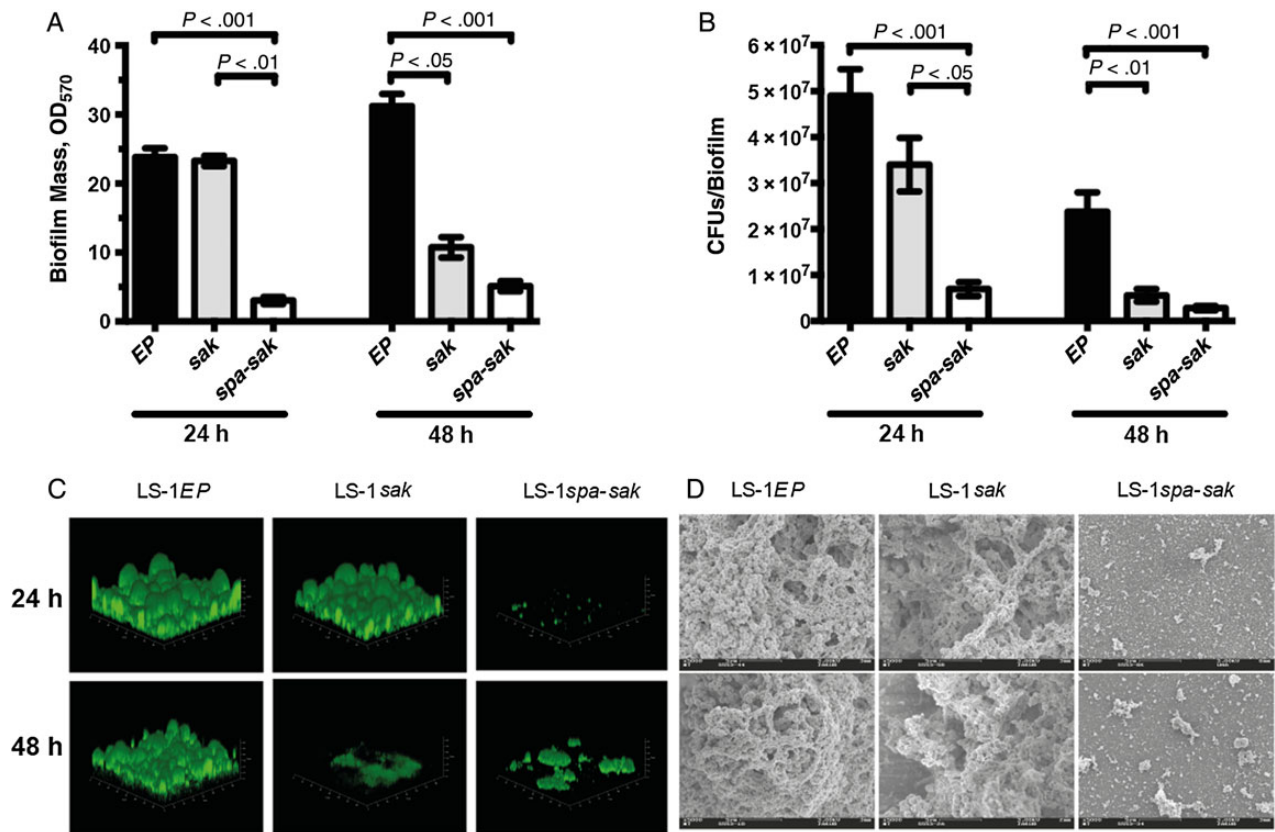 A
P < .001
P < .001
P < .01
P < .05
Biofilm Mass, OD570
40
30
20
10
0
EP
sak
spa-sak
EP
sak
spa-sak
24 h
48 h
B
P < .001
P < .001
P < .05
P < .01
CFUs/Biofilm
6 × 10⁷
5 × 10⁷
4 × 10⁷
3 × 10⁷
2 × 10⁷
1 × 10⁷
0
EP
sak
spa-sak
EP
sak
spa-sak
24 h
48 h
C
LS-1EP
LS-1sak
LS-1spa-sak
24 h
48 h
D
LS-1EP
LS-1sak
LS-1spa-sak